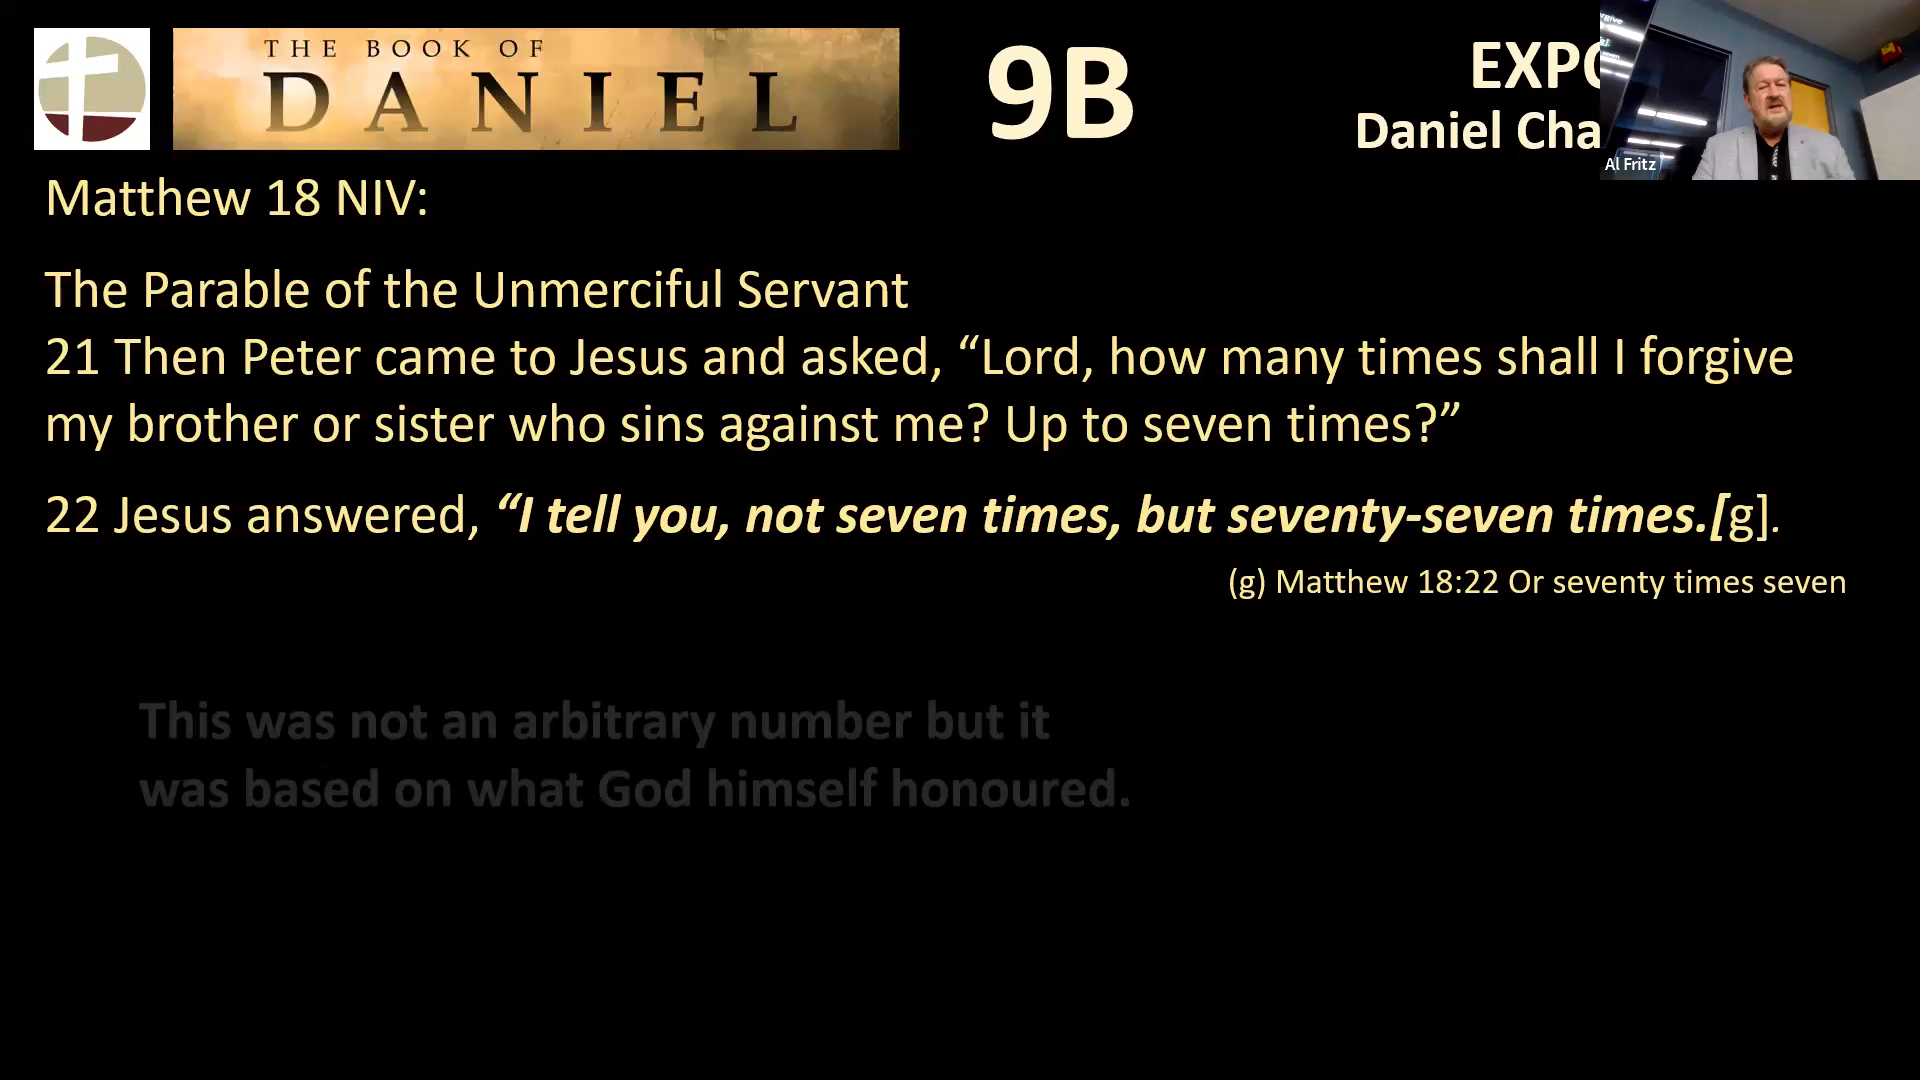 THE BOOK OF
DANIEL
9B
EXPO
Daniel Cha
Al Fritz
Matthew 18 NIV:
The Parable of the Unmerciful Servant
21 Then Peter came to Jesus and asked, “Lord, how many times shall I forgive
my brother or sister who sins against me? Up to seven times?”
22 Jesus answered, “I tell you, not seven times, but seventy-seven times.[g].
(g) Matthew 18:22 Or seventy times seven
This was not an arbitrary number but it
was based on what God himself honoured.